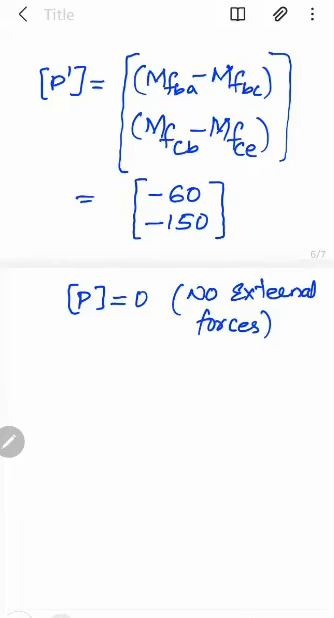 Title
[P'] = [(Mfba - Mfbc)
(Mfcb - Mfce)]
= [-60
-150]
6/7
[P] = 0 (No External
forces)